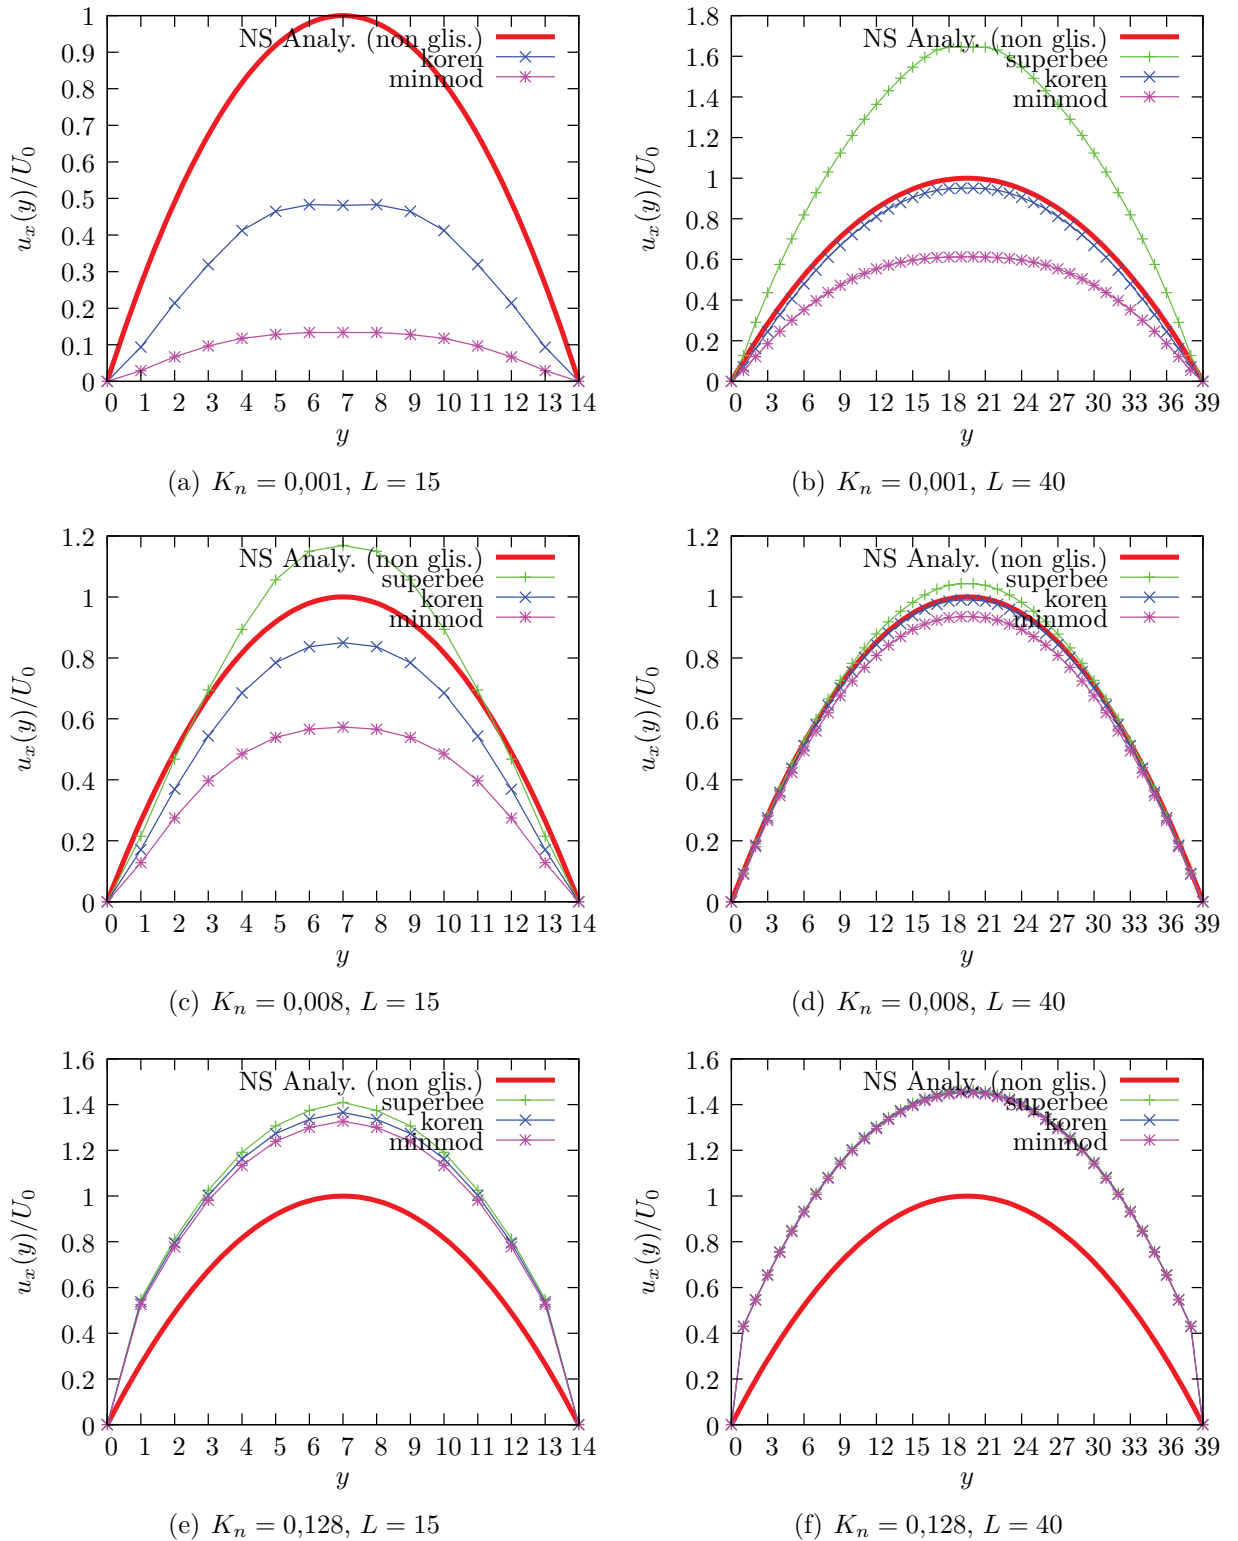 NS Analy. (non glis.)
koren
minmod
u_x(y)/U_0
1
0.9
0.8
0.7
0.6
0.5
0.4
0.3
0.2
0.1
0
0 1 2 3 4 5 6 7 8 9 10 11 12 13 14
y
(a) K_n = 0,001, L = 15
NS Analy. (non glis.)
superbee
koren
minmod
u_x(y)/U_0
1.8
1.6
1.4
1.2
1
0.8
0.6
0.4
0.2
0
0 3 6 9 12 15 18 21 24 27 30 33 36 39
y
(b) K_n = 0,001, L = 40
NS Analy. (non glis.)
superbee
koren
minmod
u_x(y)/U_0
1.2
1
0.8
0.6
0.4
0.2
0
0 1 2 3 4 5 6 7 8 9 10 11 12 13 14
y
(c) K_n = 0,008, L = 15
NS Analy. (non glis.)
superbee
koren
minmod
u_x(y)/U_0
1.2
1
0.8
0.6
0.4
0.2
0
0 3 6 9 12 15 18 21 24 27 30 33 36 39
y
(d) K_n = 0,008, L = 40
NS Analy. (non glis.)
superbee
koren
minmod
u_x(y)/U_0
1.6
1.4
1.2
1
0.8
0.6
0.4
0.2
0
0 1 2 3 4 5 6 7 8 9 10 11 12 13 14
y
(e) K_n = 0,128, L = 15
NS Analy. (non glis.)
superbee
koren
minmod
u_x(y)/U_0
1.6
1.4
1.2
1
0.8
0.6
0.4
0.2
0
0 3 6 9 12 15 18 21 24 27 30 33 36 39
y
(f) K_n = 0,128, L = 40